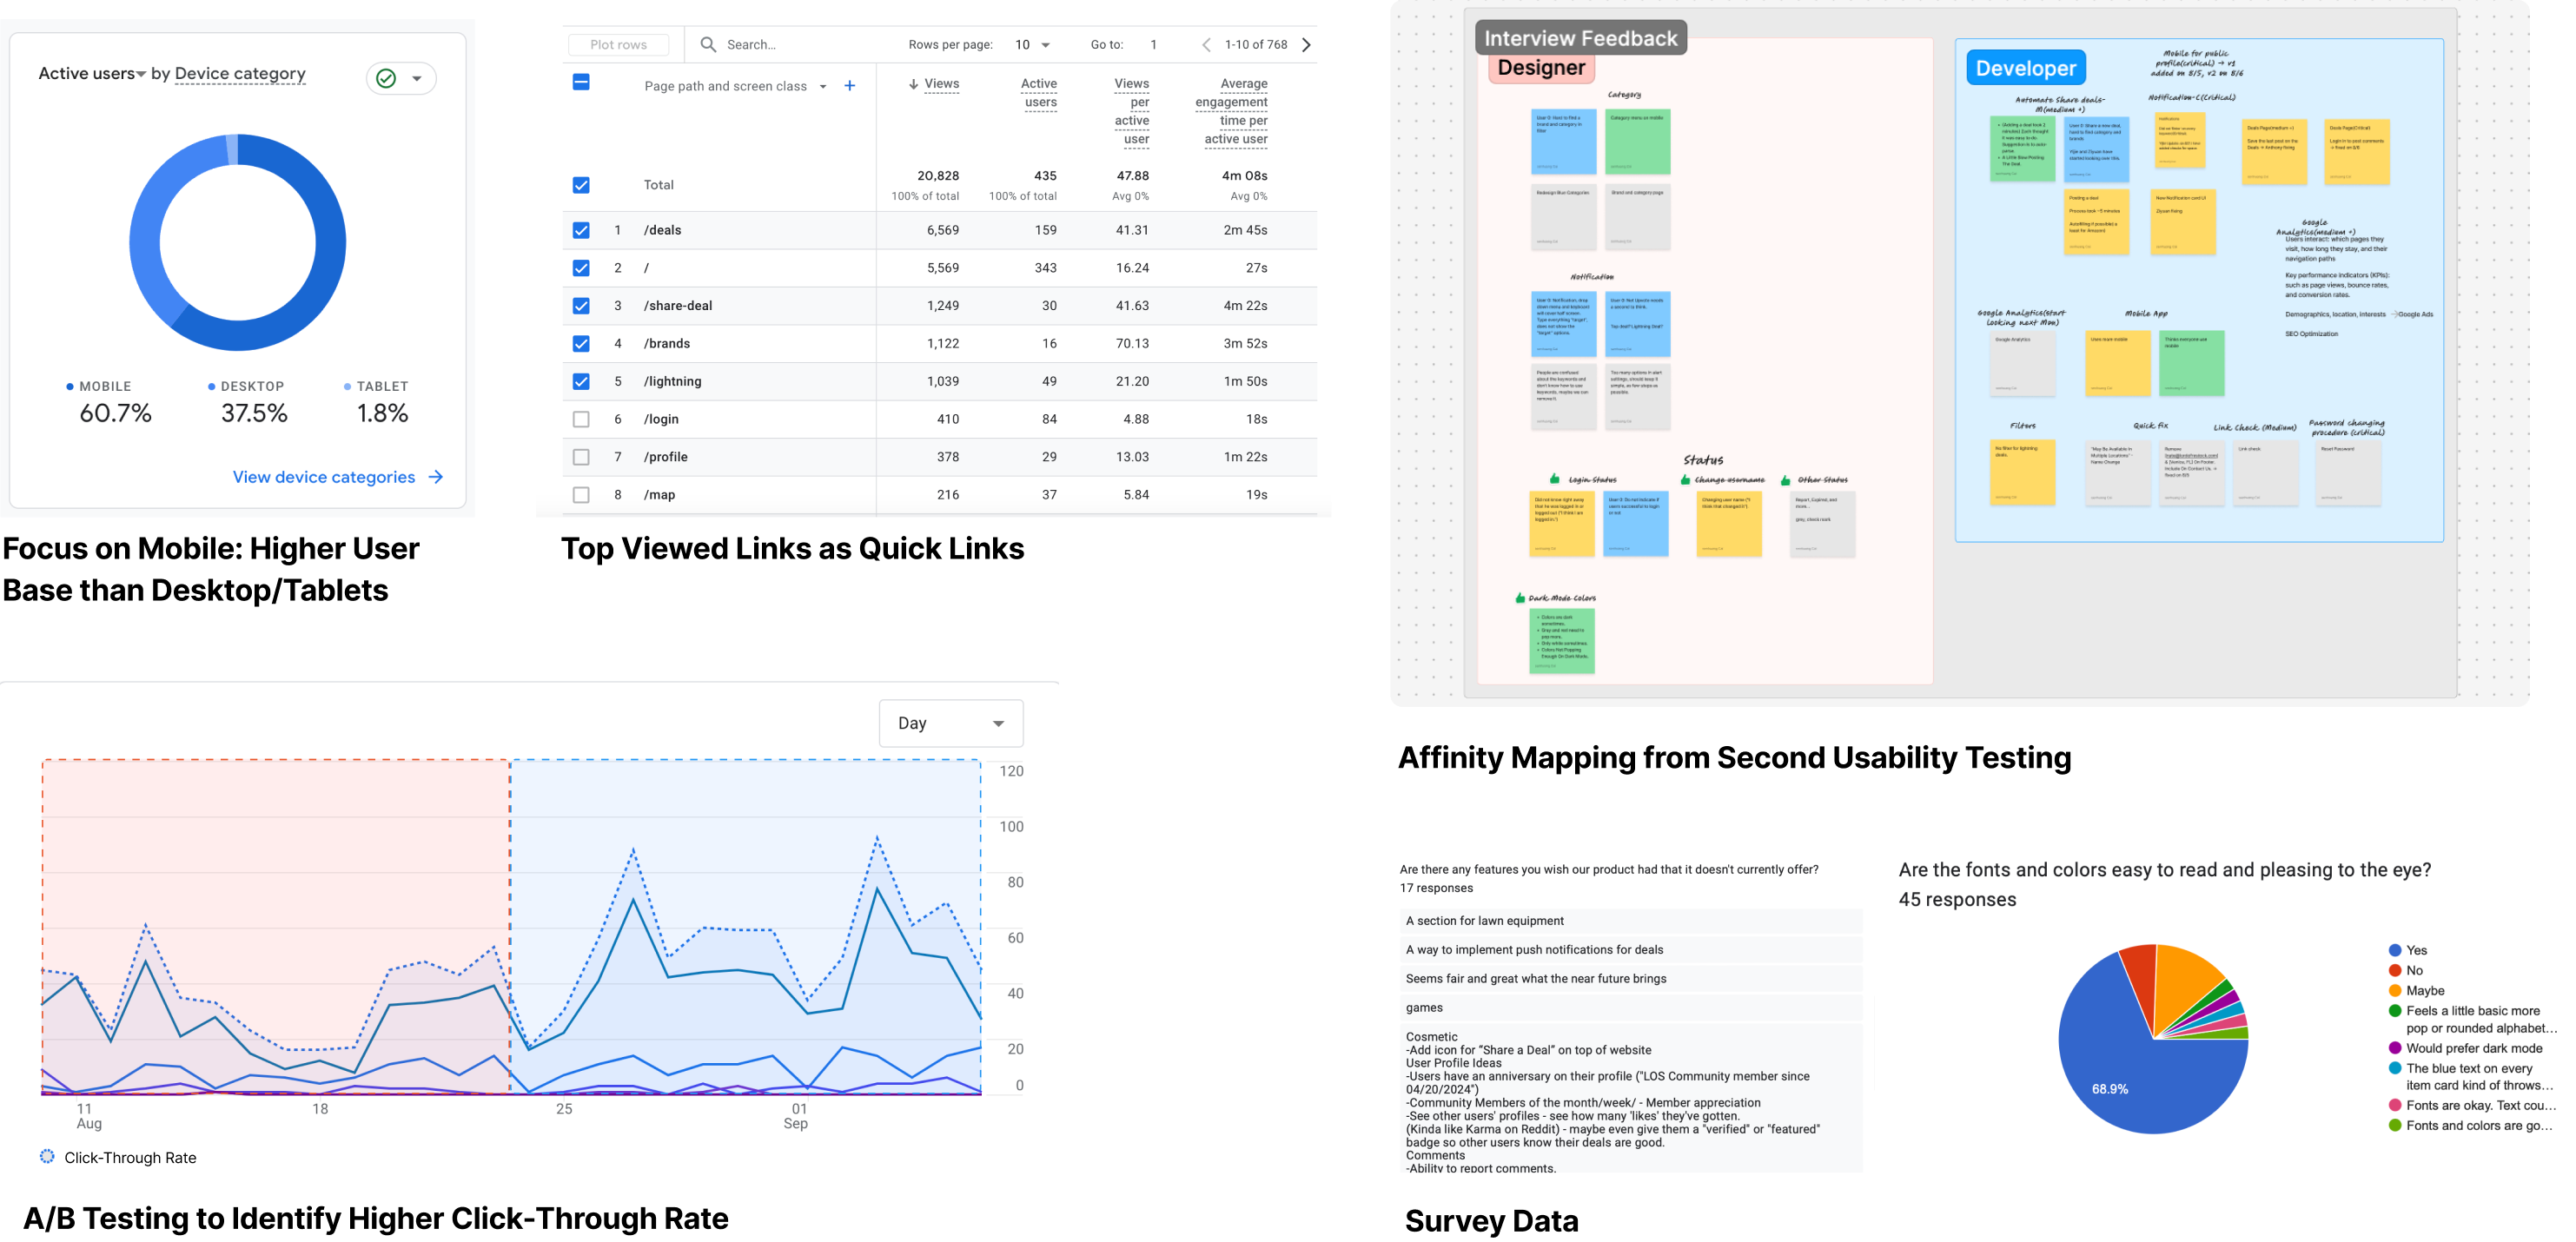 Active users by Device category
MOBILE
60.7%
DESKTOP
37.5%
TABLET
1.8%
View device categories
Focus on Mobile: Higher User
Base than Desktop/Tablets
Plot rows
Search...
Rows per page: 10
Go to: 1
1-10 of 768
Page path and screen class
Views
Active users
Views per active user
Average engagement time per active user
Total 20,828 435 47.88 4m 08s
100% of total 100% of total Avg 0% Avg 0%
1 /deals 6,569 159 41.31 2m 45s
2 / 5,569 343 16.24 27s
3 /share-deal 1,249 30 41.63 4m 22s
4 /brands 1,122 16 70.13 3m 52s
5 /lightning 1,039 49 21.20 1m 50s
6 /login 410 84 4.88 18s
7 /profile 378 29 13.03 1m 22s
8 /map 216 37 5.84 19s
Top Viewed Links as Quick Links
Interview Feedback
Designer
Category
Category menu on mobile
Redesign Blue Categories
Brand and category page
Notification
Status
Login Status
Change username
Other Status
Dark Mode Colors
Developer
Mobile for public
profile(critical) → v1
added on 8/5, v2 on 8/6
Automate Share deals-
M(medium +)
Notification-C(Critical)
Google
Analytics(medium +)
Users interact: which pages they
visit, how long they stay, and their
navigation paths
Key performance indicators (KPIs):
such as page views, bounce rates,
and conversion rates.
Demographics, location, interests →Google Ads
SEO Optimization
Google Analytics(start
looking next Mon)
Google Analytics
Mobile App
Filters
Quick fix
Link Check (Medium)
Link check
Password changing
procedure (critical)
Reset Password
Affinity Mapping from Second Usability Testing
Day
120
100
80
60
40
20
0
11
Aug
18
25
01
Sep
Click-Through Rate
A/B Testing to Identify Higher Click-Through Rate
Are there any features you wish our product had that it doesn't currently offer?
17 responses
A section for lawn equipment
A way to implement push notifications for deals
Seems fair and great what the near future brings
games
Cosmetic
-Add icon for “Share a Deal” on top of website
User Profile Ideas
-Users have an anniversary on their profile ("LOS Community member since
04/20/2024")
-Community Members of the month/week/ - Member appreciation
-See other users' profiles - see how many 'likes' they've gotten.
(Kinda like Karma on Reddit) - maybe even give them a "verified" or "featured"
badge so other users know their deals are good.
Comments
-Ability to report comments.
Are the fonts and colors easy to read and pleasing to the eye?
45 responses
68.9%
Yes
No
Maybe
Feels a little basic more
pop or rounded alphabet...
Would prefer dark mode
The blue text on every
item card kind of throws...
Fonts are okay. Text cou...
Fonts and colors are go...
Survey Data